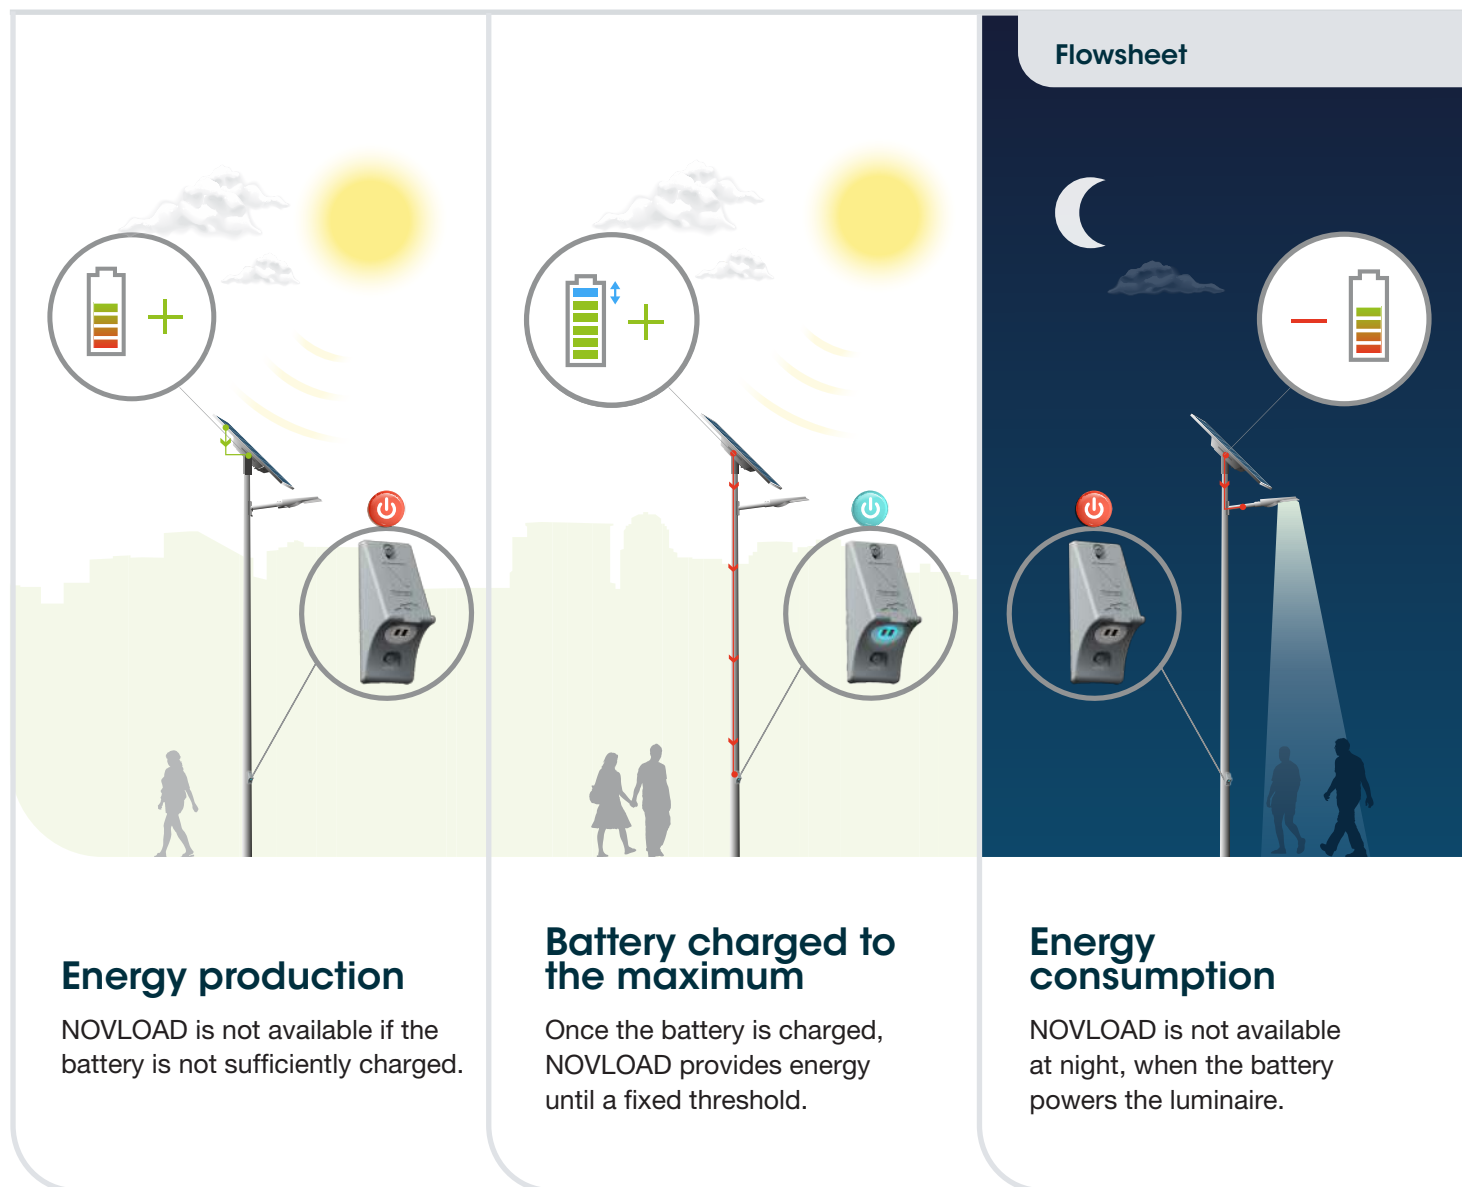 Flowsheet
Energy production
NOVLOAD is not available if the
battery is not sufficiently charged.
Battery charged to
the maximum
Once the battery is charged,
NOVLOAD provides energy
until a fixed threshold.
Energy
consumption
NOVLOAD is not available
at night, when the battery
powers the luminaire.